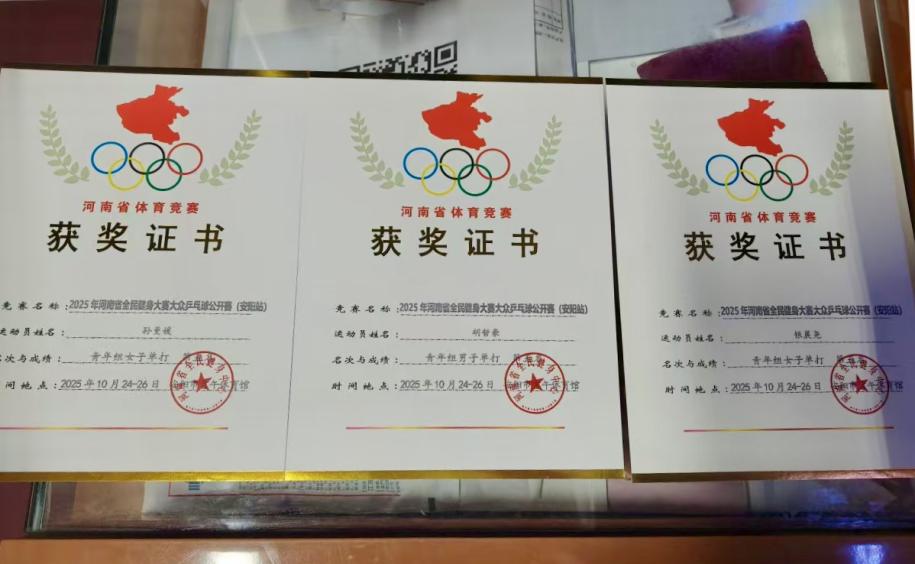 河南省体育竞赛
获奖证书
竞赛名称：2025年河南省全民健身大赛大众乒乓球公开赛（安阳站）
运动员姓名：
名次与成绩：青年组女子单打
时间地点：2025年10月24-26日
河南省体育竞赛
获奖证书
竞赛名称：2025年河南省全民健身大赛大众乒乓球公开赛（安阳站）
运动员姓名：胡智豪
名次与成绩：青年组男子单打
时间地点：2025年10月24-26日
河南省体育竞赛
获奖证书
竞赛名称：2025年河南省全民健身大赛大众乒乓球公开赛（安阳站）
运动员姓名：
名次与成绩：青年组女子单打
时间地点：2025年10月24-26日